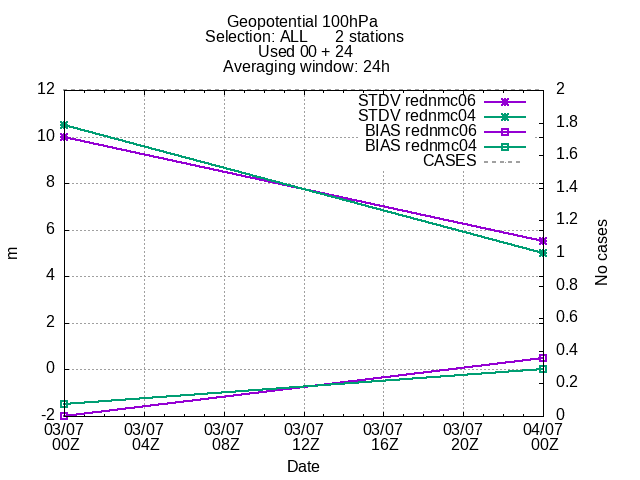 Geopotential 100hPa
Selection: ALL      2 stations
Used 00 + 24
Averaging window: 24h
STDV rednmc06
STDV rednmc04
BIAS rednmc06
BIAS rednmc04
CASES
12
10
8
6
4
2
0
-2
m
2
1.8
1.6
1.4
1.2
1
0.8
0.6
0.4
0.2
0
No cases
03/07 03/07 03/07 03/07 03/07 03/07 04/07
00Z 04Z 08Z 12Z 16Z 20Z 00Z
Date